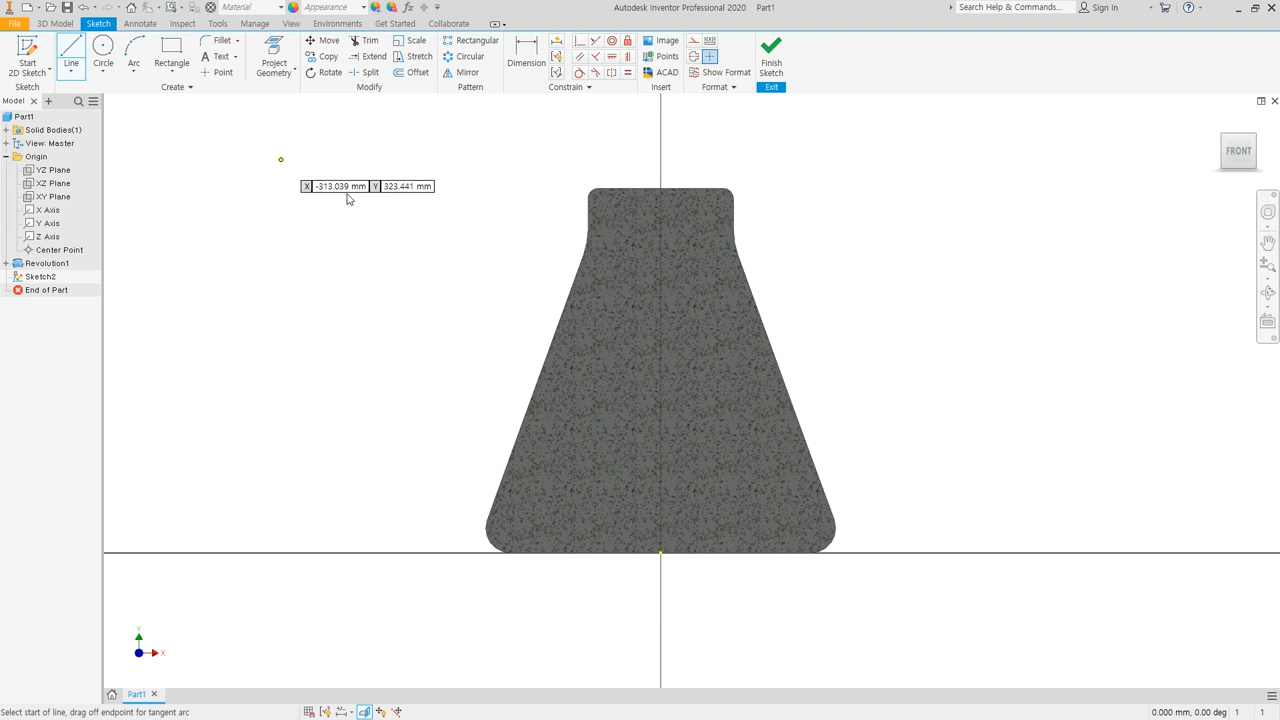 Material
Appearance
Autodesk Inventor Professional 2020 Part1
Search Help & Commands...
Sign In
File 3D Model Sketch Annotate Inspect Tools Manage View Environments Get Started Collaborate
Start 2D Sketch
Line
Circle
Arc
Rectangle
Fillet
Text
Point
Project Geometry
Move
Copy
Rotate
Trim
Extend
Split
Scale
Stretch
Offset
Rectangular
Circular
Mirror
Dimension
Image
Points
ACAD
Show Format
Finish Sketch
Sketch
Create
Modify
Pattern
Constrain
Insert
Format
Exit
Model
Part1
Solid Bodies(1)
View: Master
Origin
YZ Plane
XZ Plane
XY Plane
X Axis
Y Axis
Z Axis
Center Point
Revolution1
Sketch2
End of Part
X -313.039 mm Y 323.441 mm
FRONT
Y
X
Part1
Select start of line, drag off endpoint for tangent arc
0.000 mm, 0.00 deg 1 1